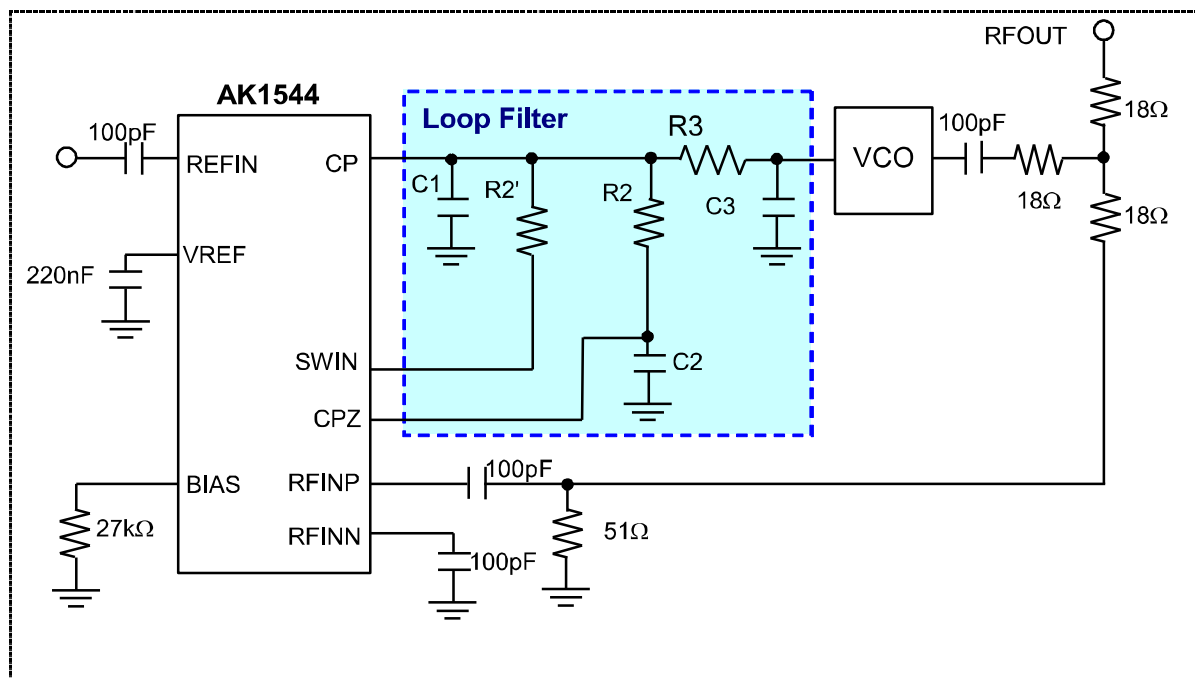 RFOUT
AK1544
Loop Filter
100pF
REFIN
CP
C1
R2'
R2
R3
C3
VCO
100pF
18Ω
18Ω
18Ω
VREF
220nF
SWIN
C2
CPZ
BIAS
27kΩ
RFINP
100pF
51Ω
RFINN
100pF